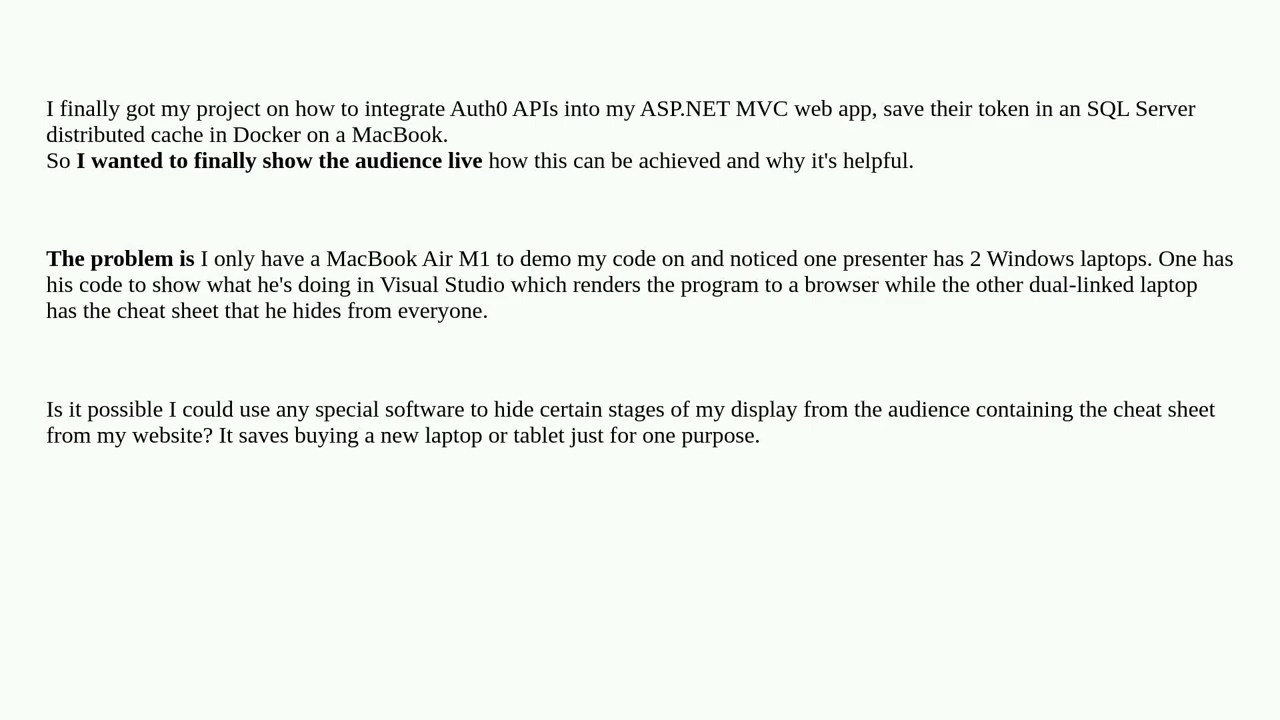 I finally got my project on how to integrate Auth0 APIs into my ASP.NET MVC web app, save their token in an SQL Server
distributed cache in Docker on a MacBook.
So I wanted to finally show the audience live how this can be achieved and why it's helpful.
The problem is I only have a MacBook Air M1 to demo my code on and noticed one presenter has 2 Windows laptops. One has
his code to show what he's doing in Visual Studio which renders the program to a browser while the other dual-linked laptop
has the cheat sheet that he hides from everyone.
Is it possible I could use any special software to hide certain stages of my display from the audience containing the cheat sheet
from my website? It saves buying a new laptop or tablet just for one purpose.